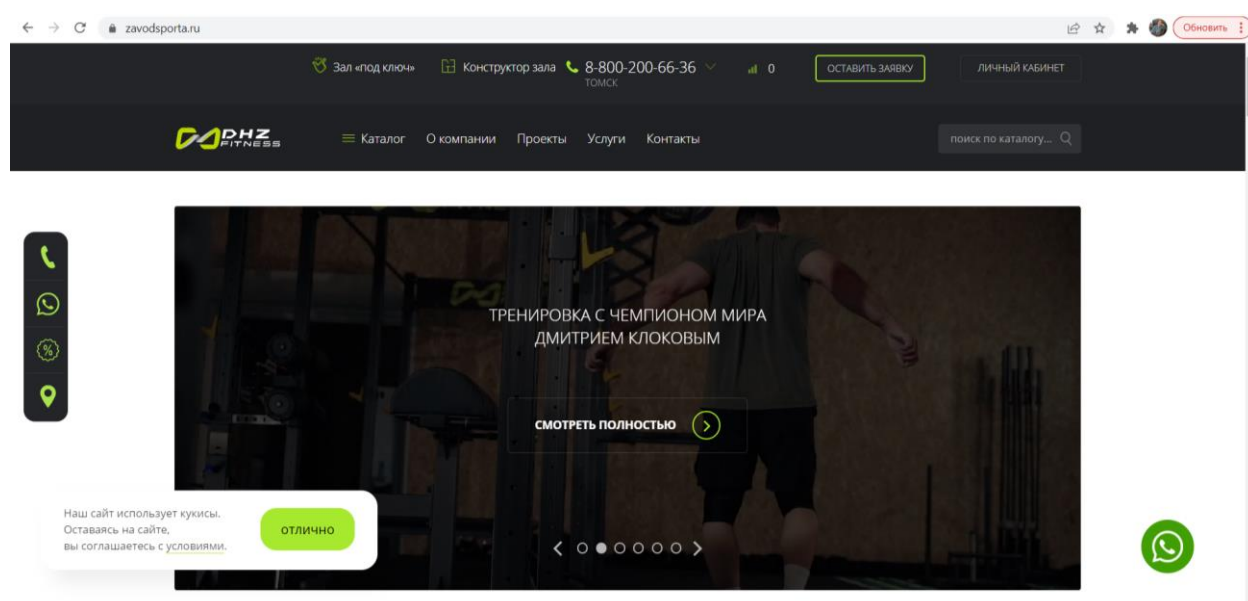 zavodsporta.ru
Обновить
Зал «под ключ»
Конструктор зала
8-800-200-66-36
0
ОСТАВИТЬ ЗАЯВКУ
ЛИЧНЫЙ КАБИНЕТ
ТОМСК
DHZ
FITNESS
Каталог
О компании
Проекты
Услуги
Контакты
поиск по каталогу...
ТРЕНИРОВКА С ЧЕМПИОНОМ МИРА
ДМИТРИЕМ КЛОКОВЫМ
СМОТРЕТЬ ПОЛНОСТЬЮ
Наш сайт использует кукисы.
Оставаясь на сайте,
вы соглашаетесь с условиями.
ОТЛИЧНО